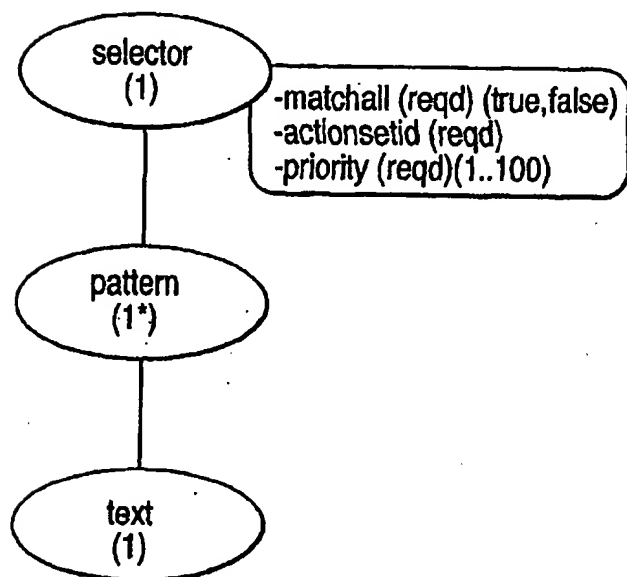 selector
(1)
-matchall (reqd) (true,false)
-actionsetid (reqd)
-priority (reqd)(1..100)
pattern
(1*)
text
(1)